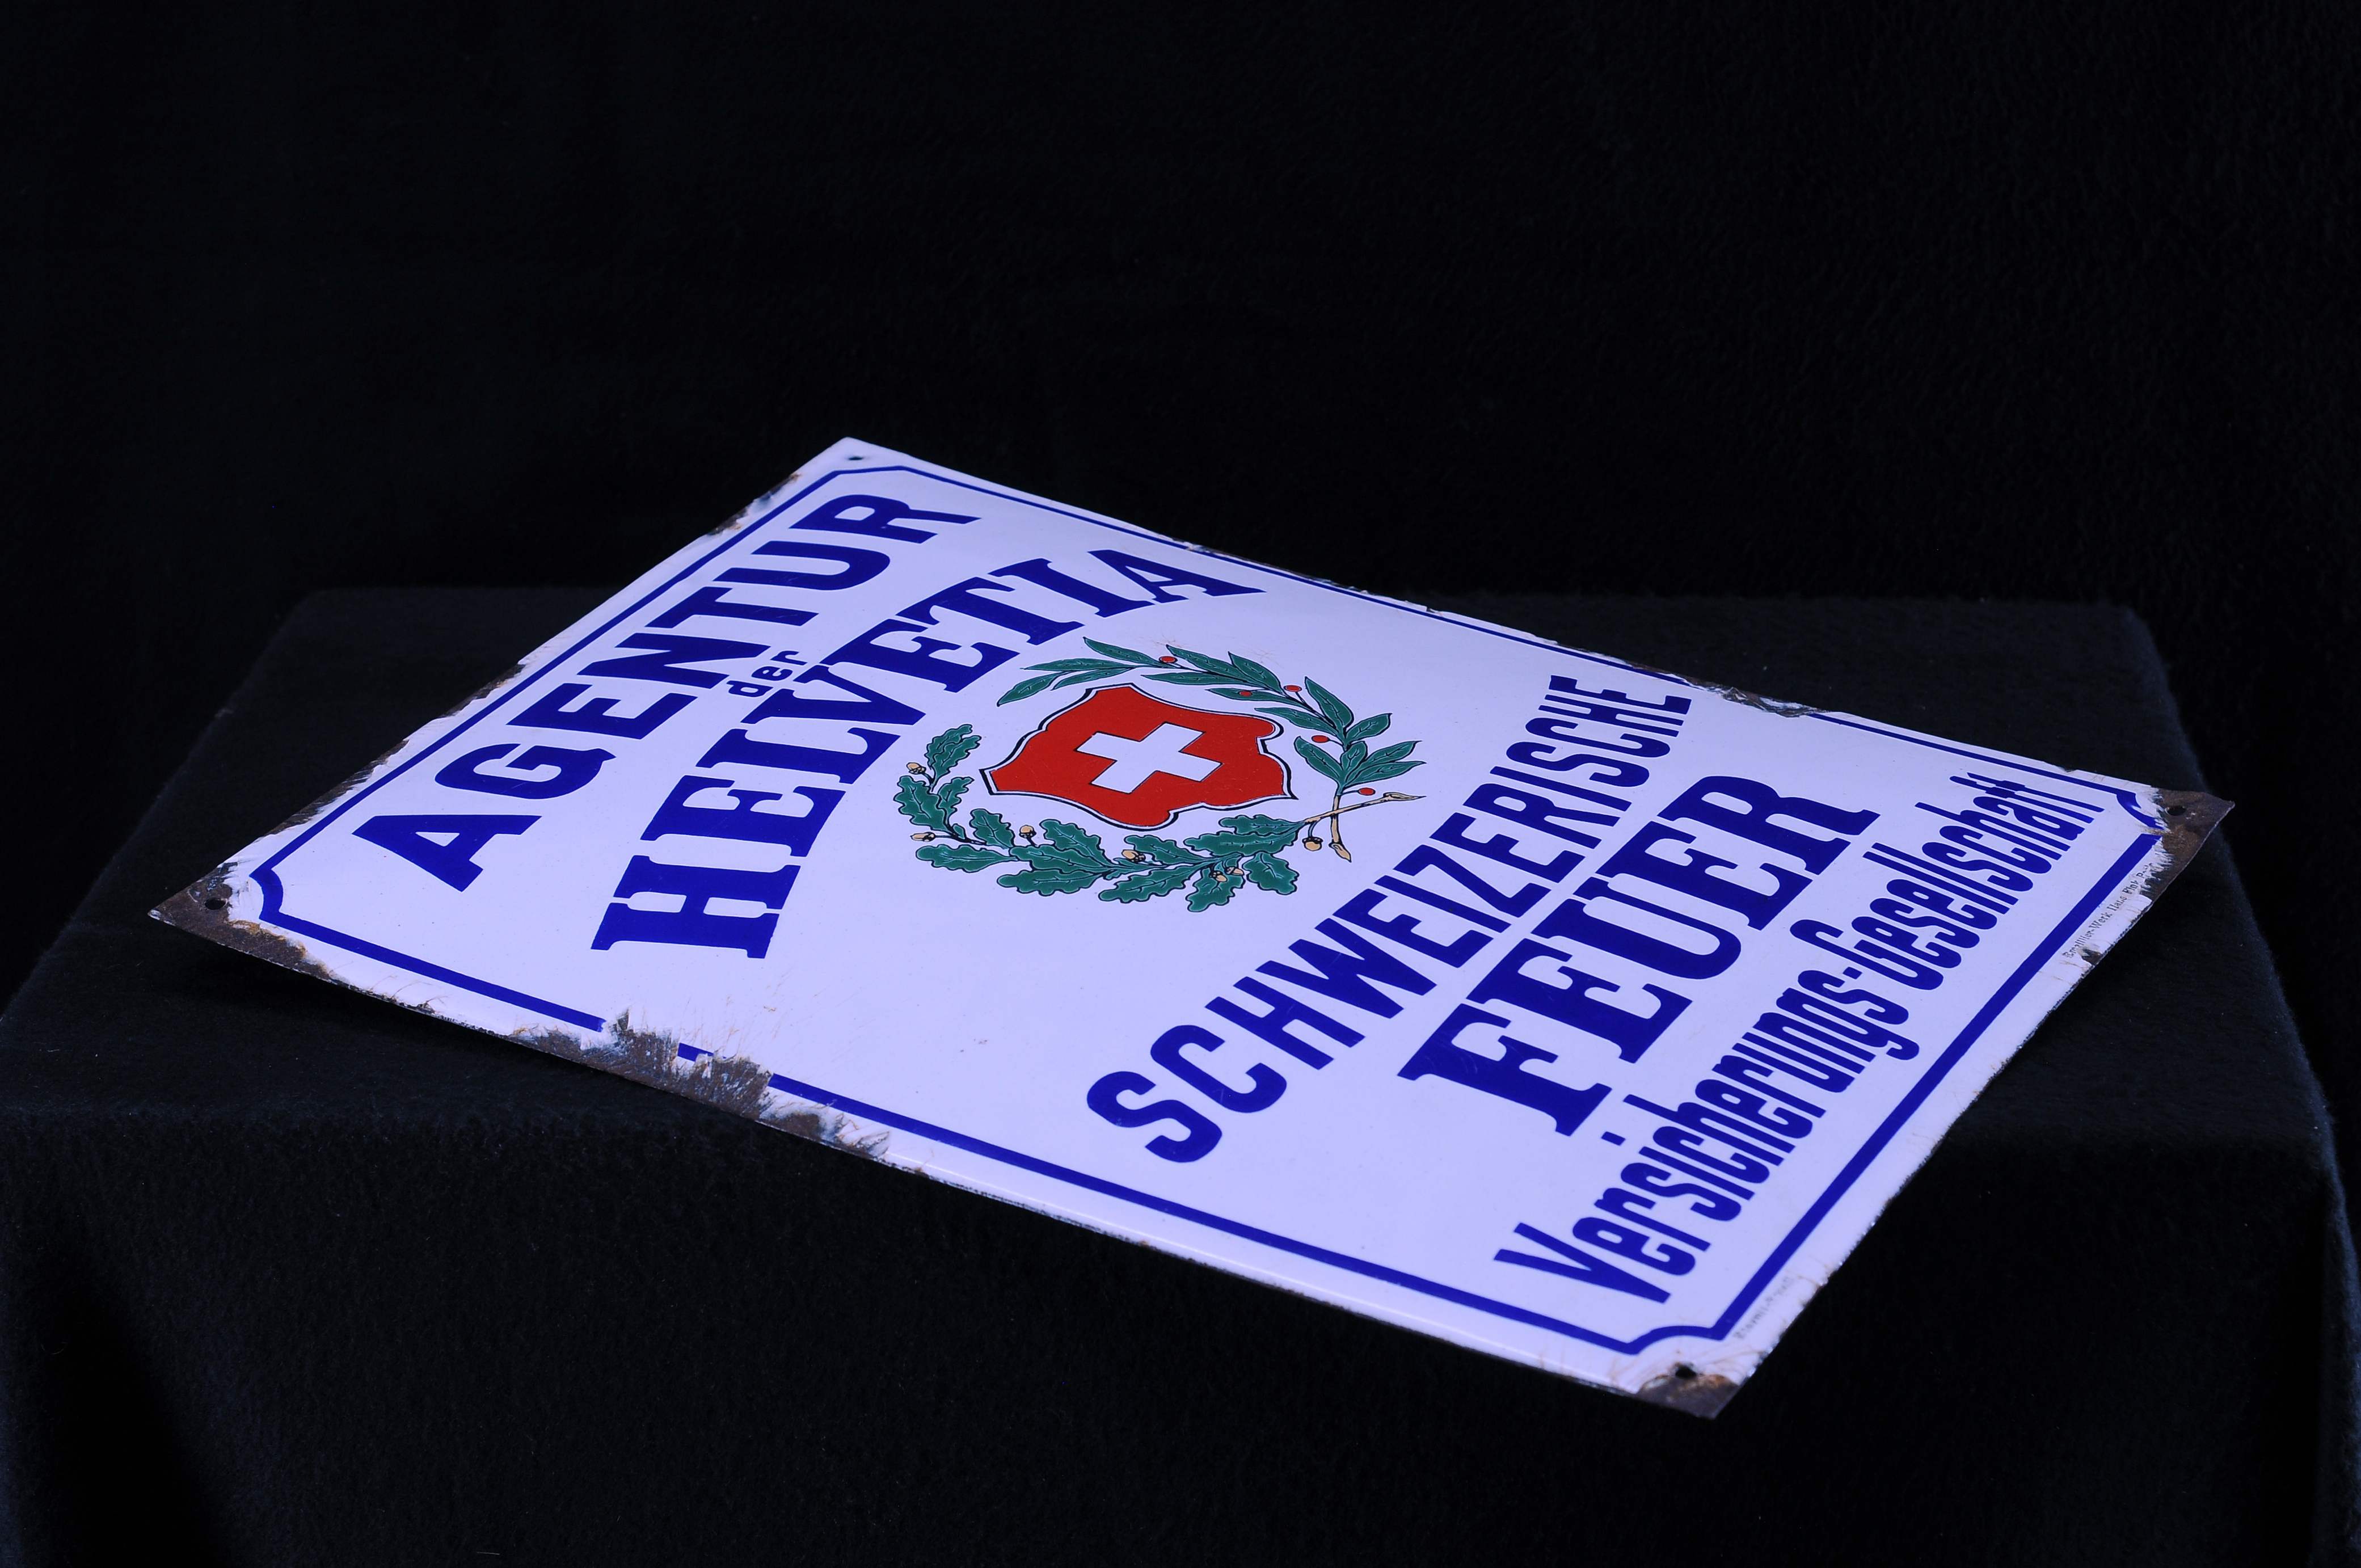 AGENTUR
der
HELVETIA
SCHWEIZERISCHE
FEUER
Versicherungs-Gesellschaft